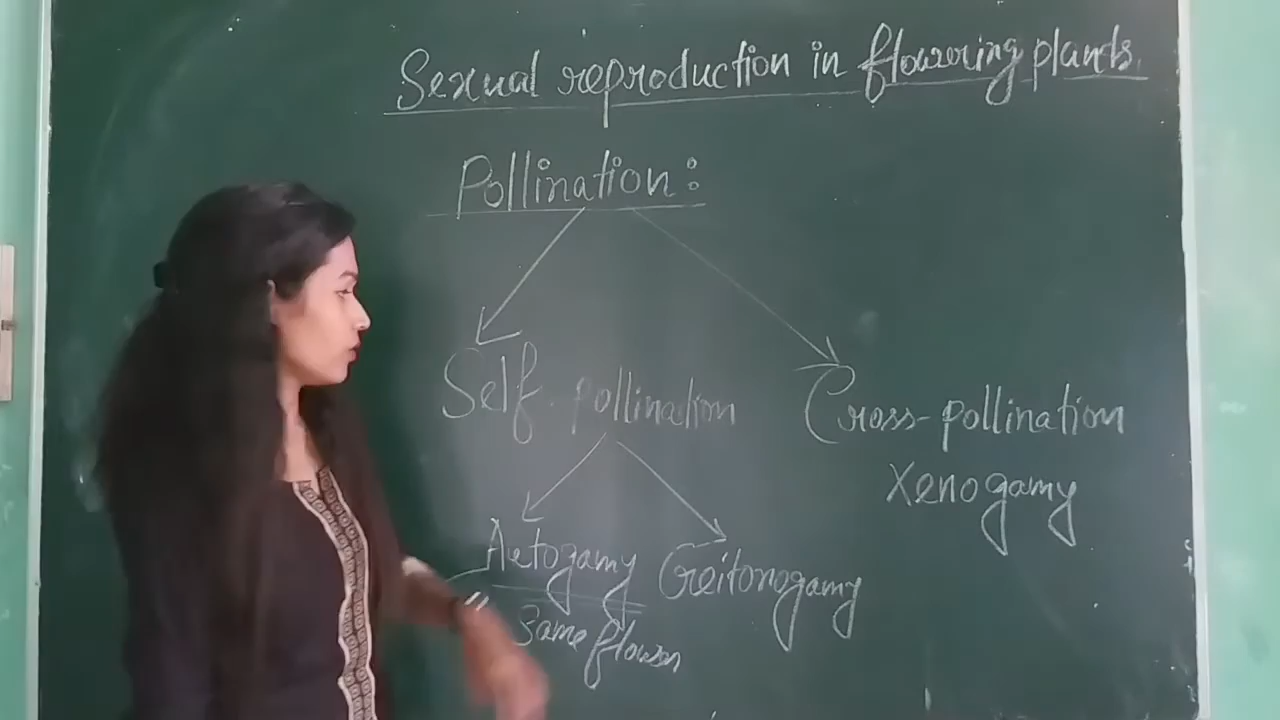 Sexual reproduction in flowering plants
Pollination:
Self-pollination
Cross-pollination
Xenogamy
Autogamy
Geitonogamy
Same flower